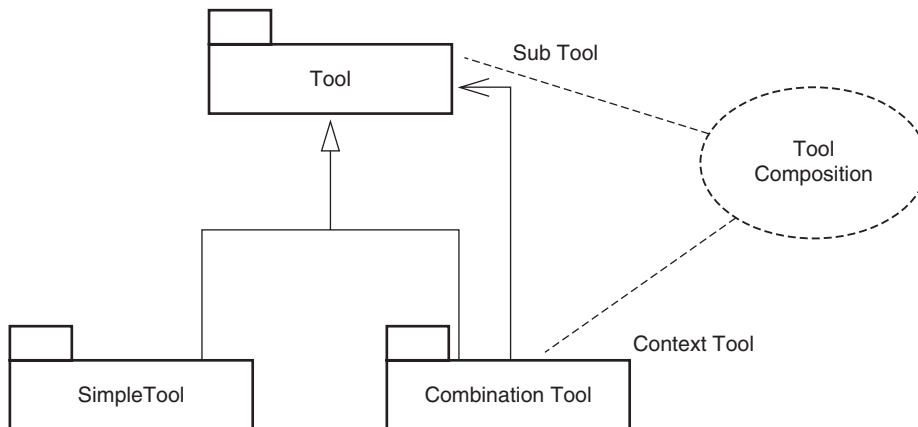 Sub Tool
Tool
Tool
Composition
Context Tool
SimpleTool
Combination Tool